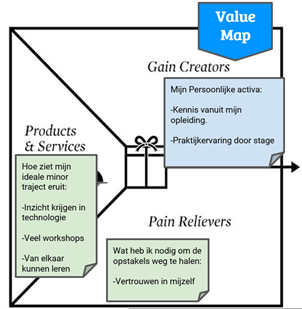 Value
Map
Gain Creators
Mijn Persoonlijke activa:
-Kennis vanuit mijn
opleiding.
-Praktijkervaring door stage
Products
& Services
Hoe ziet mijn
ideale minor
traject eruit:
-Inzicht krijgen in
technologie
-Veel workshops
-Van elkaar
kunnen leren
Pain Relievers
Wat heb ik nodig om de
opstakels weg te halen:
-Vertrouwen in mijzelf